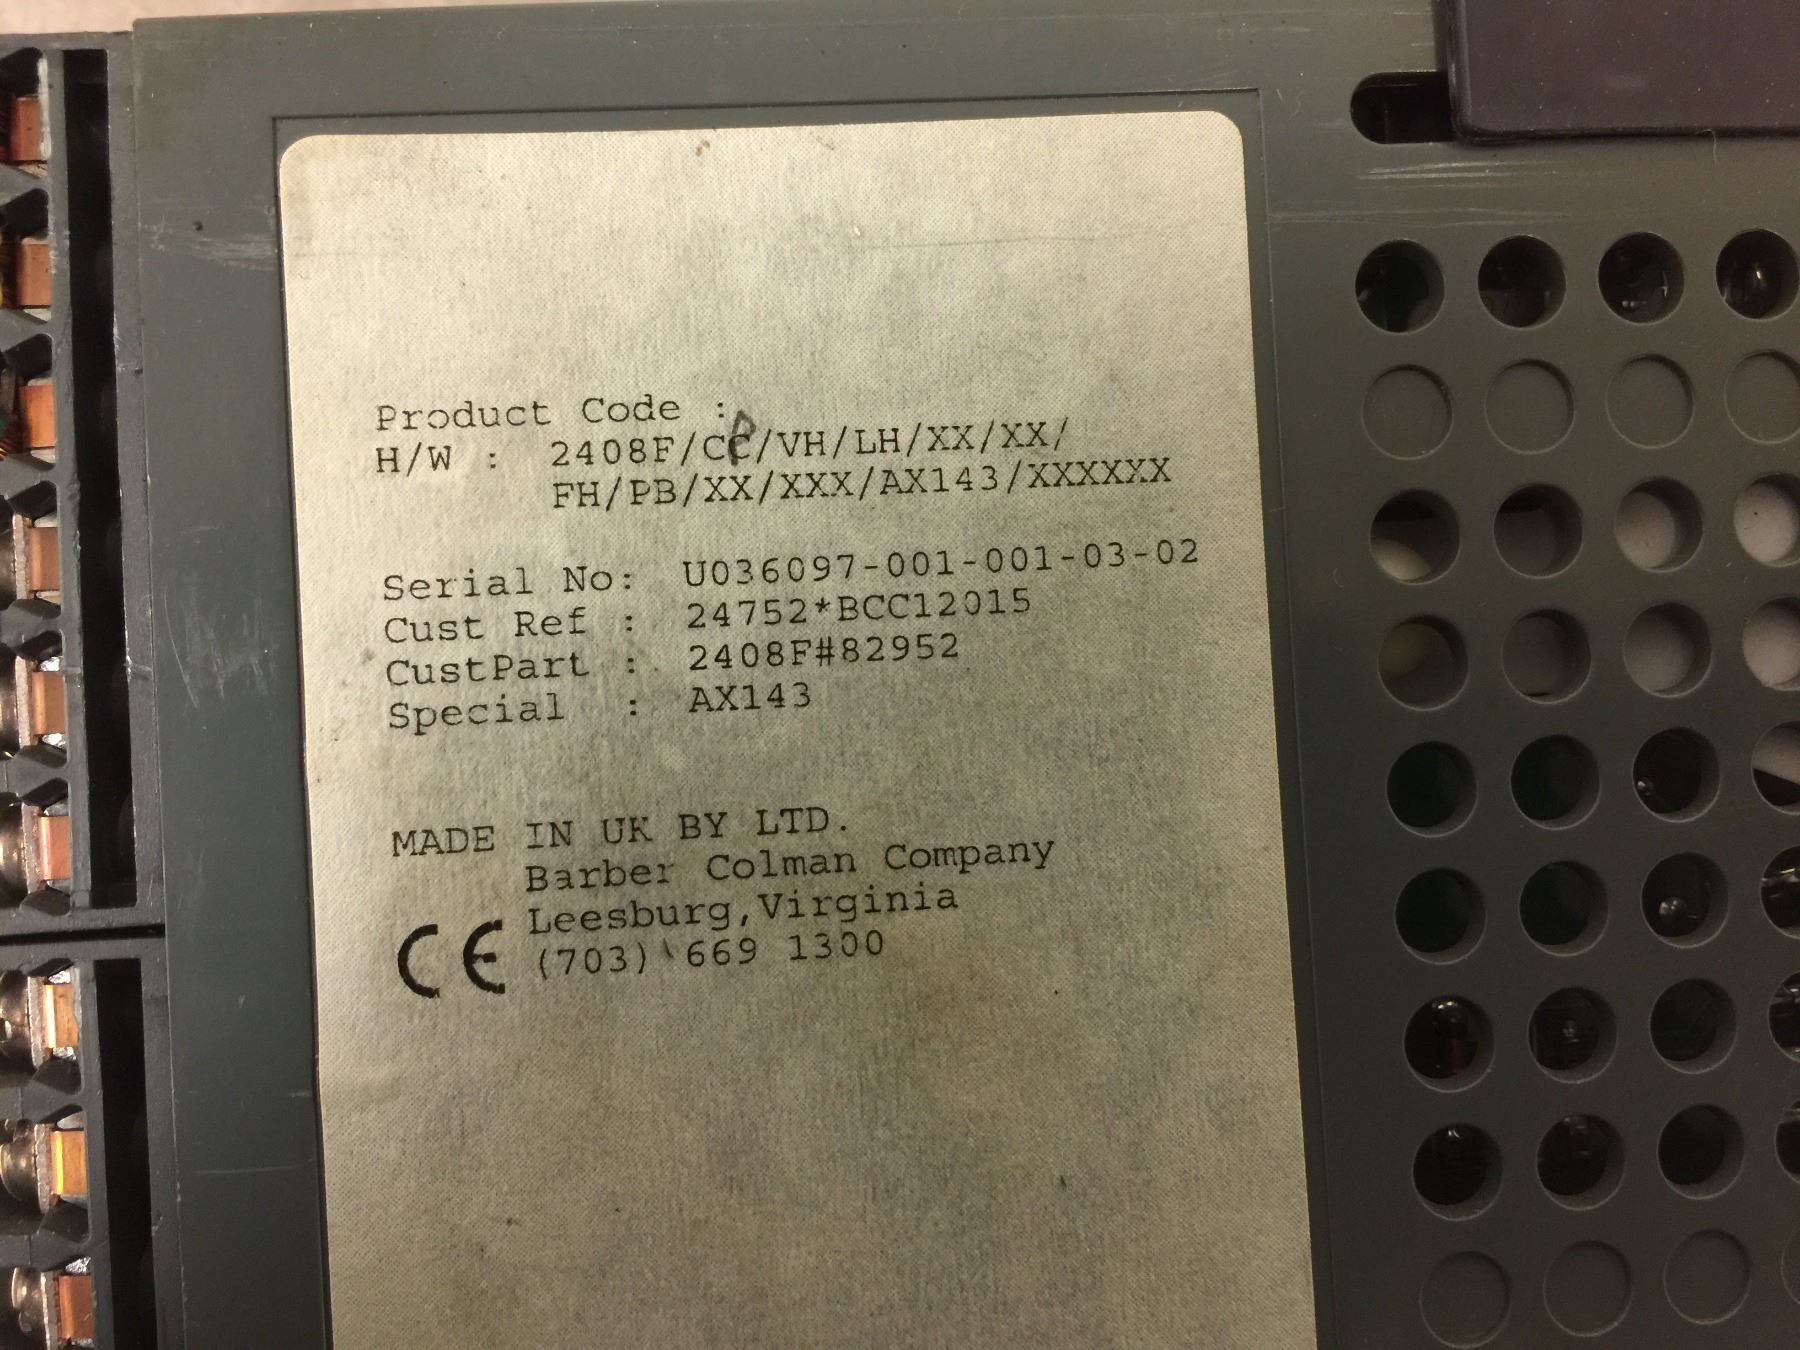 Product Code :
H/W : 2408F/CP/VH/LH/XX/XX/
FH/PB/XX/XXX/AX143/XXXXXX
Serial No: U036097-001-001-03-02
Cust Ref : 24752*BCC12015
CustPart : 2408F#82952
Special : AX143
MADE IN UK BY LTD.
Barber Colman Company
Leesburg,Virginia
CE (703) 669 1300